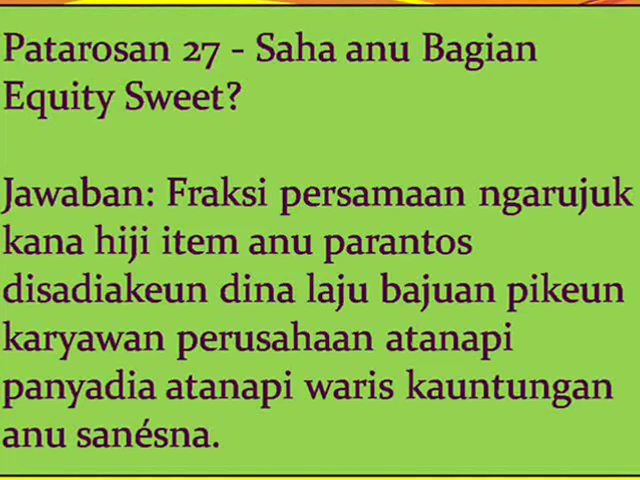 Patarosan 27 - Saha anu Bagian
Equity Sweet?
Jawaban: Fraksi persamaan ngarujuk
kana hiji item anu parantos
disadiakeun dina laju bajuan pikeun
karyawan perusahaan atanapi
panyadia atanapi waris kauntungan
anu sanésna.